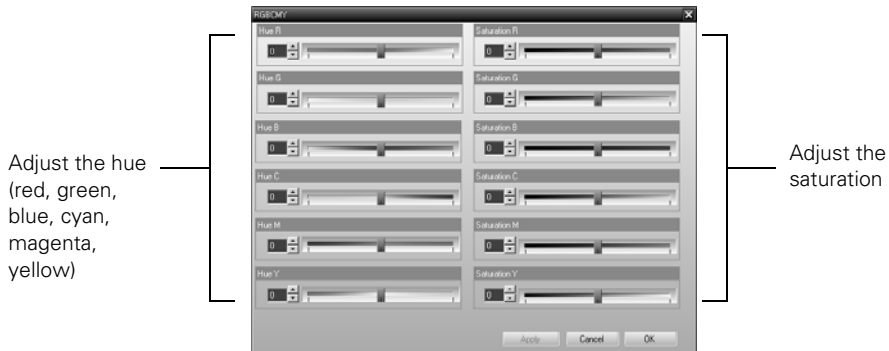 RGBCMY
Hue R
0
Saturation R
0
Hue G
0
Saturation G
0
Hue B
0
Saturation B
0
Hue C
0
Saturation C
0
Hue M
0
Saturation M
0
Hue Y
0
Saturation Y
0
Apply Cancel OK
Adjust the hue
(red, green,
blue, cyan,
magenta,
yellow)
Adjust the
saturation